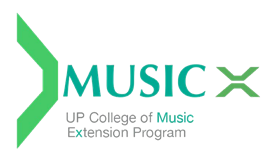 MUSIC X
UP College of Music
Extension Program